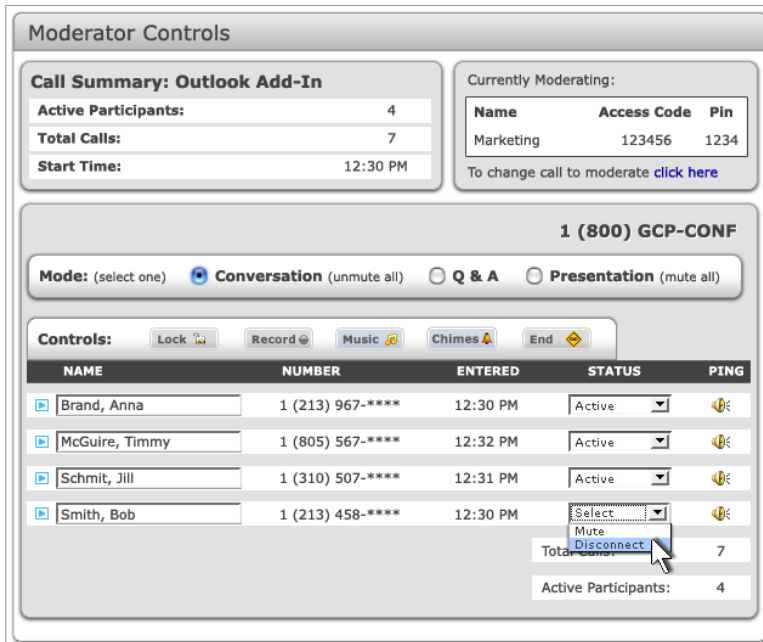 Moderator Controls
Call Summary: Outlook Add-In
Active Participants: 4
Total Calls: 7
Start Time: 12:30 PM
Currently Moderating:
Name Access Code Pin
Marketing 123456 1234
To change call to moderate click here
1 (800) GCP-CONF
Mode: (select one) Conversation (unmute all) Q & A Presentation (mute all)
Controls: Lock Record Music Chimes End
NAME NUMBER ENTERED STATUS PING
Brand, Anna 1 (213) 967-**** 12:30 PM Active
McGuire, Timmy 1 (805) 567-**** 12:32 PM Active
Schmit, Jill 1 (310) 507-**** 12:31 PM Active
Smith, Bob 1 (213) 458-**** 12:30 PM Select
Mute
Disconnect
Total Calls: 7
Active Participants: 4